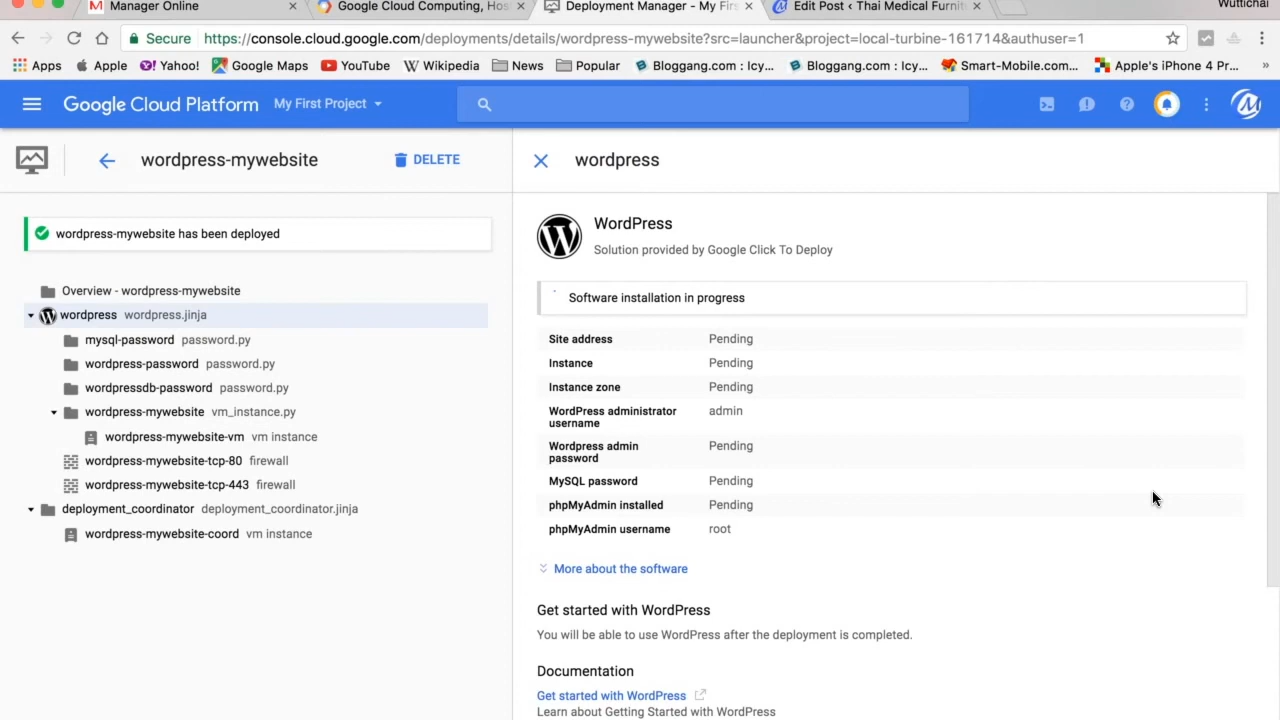 Manager Online
Google Cloud Computing, Hos
Deployment Manager - My Firs
Edit Post ‹ Thai Medical Furnit
Wuttichai
Secure
https://console.cloud.google.com/deployments/details/wordpress-mywebsite?src=launcher&project=local-turbine-161714&authuser=1
Apps
Apple
Yahoo!
Google Maps
YouTube
Wikipedia
News
Popular
Bloggang.com : Icy...
Bloggang.com : Icy...
Smart-Mobile.com...
Apple's iPhone 4 Pr...
Google Cloud Platform
My First Project
wordpress-mywebsite
DELETE
wordpress-mywebsite has been deployed
Overview - wordpress-mywebsite
wordpress wordpress.jinja
mysql-password password.py
wordpress-password password.py
wordpressdb-password password.py
wordpress-mywebsite vm_instance.py
wordpress-mywebsite-vm vm instance
wordpress-mywebsite-tcp-80 firewall
wordpress-mywebsite-tcp-443 firewall
deployment_coordinator deployment_coordinator.jinja
wordpress-mywebsite-coord vm instance
wordpress
WordPress
Solution provided by Google Click To Deploy
Software installation in progress
Site address Pending
Instance Pending
Instance zone Pending
WordPress administrator admin
username
Wordpress admin Pending
password
MySQL password Pending
phpMyAdmin installed Pending
phpMyAdmin username root
More about the software
Get started with WordPress
You will be able to use WordPress after the deployment is completed.
Documentation
Get started with WordPress
Learn about Getting Started with WordPress